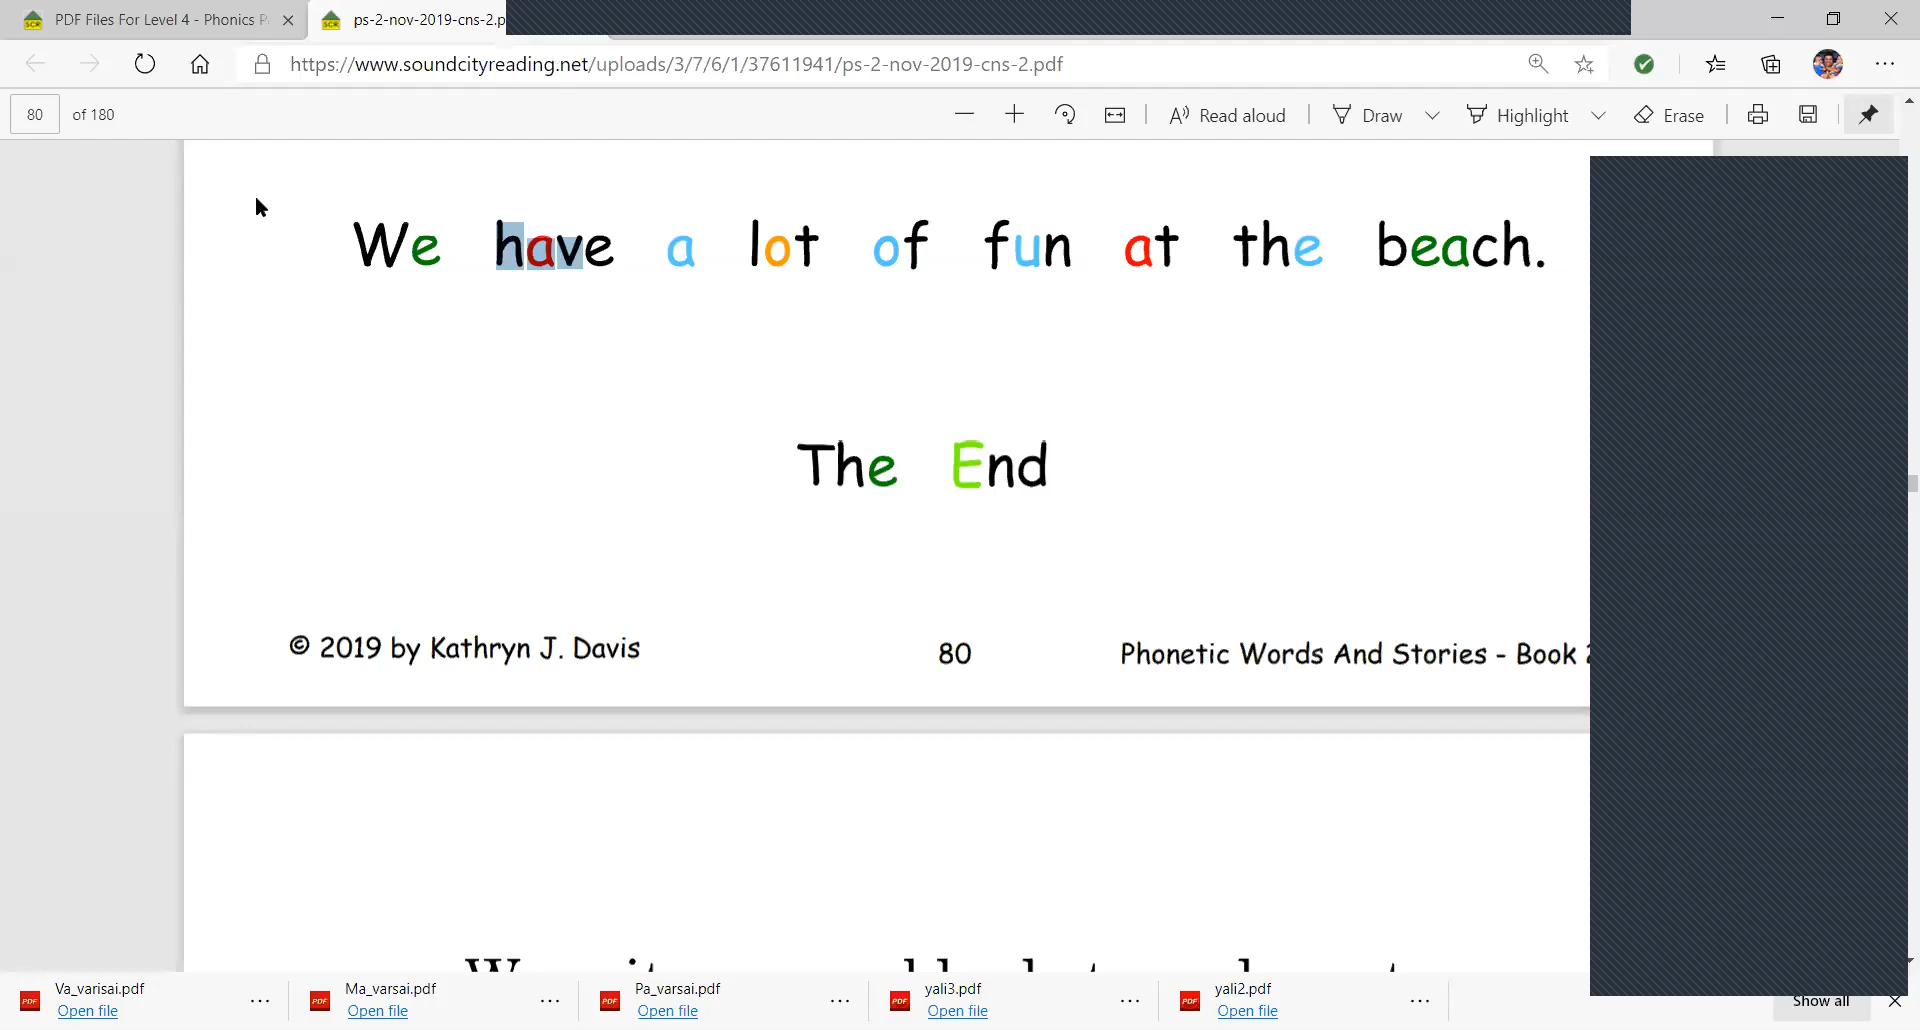 PDF Files For Level 4 - Phonics
ps-2-nov-2019-cns-2.p
https://www.soundcityreading.net/uploads/3/7/6/1/37611941/ps-2-nov-2019-cns-2.pdf
80 of 180
Read aloud Draw Highlight Erase
We have a lot of fun at the beach.
The End
© 2019 by Kathryn J. Davis 80 Phonetic Words And Stories - Book
Va_varisai.pdf Ma_varsai.pdf Pa_varsai.pdf yali3.pdf yali2.pdf
Open file Open file Open file Open file Open file
Show all